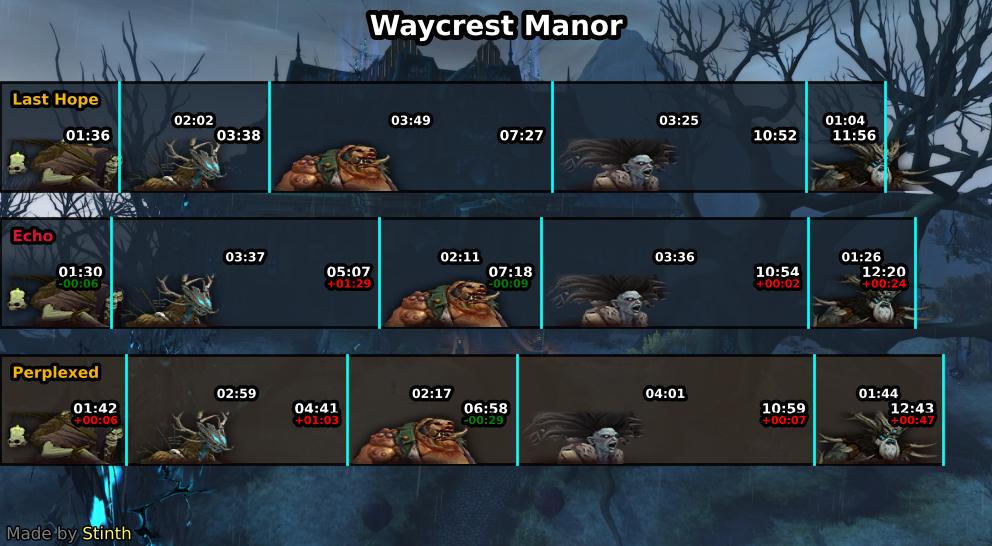 Waycrest Manor
Last Hope
02:02 03:49 03:25 01:04
01:36 03:38 07:27 10:52 11:56
Echo
03:37 02:11 03:36 01:26
01:30 05:07 07:18 10:54 12:20
-00:06 +01:29 -00:09 +00:02 +00:24
Perplexed
02:59 02:17 04:01 01:44
01:42 04:41 06:58 10:59 12:43
+00:06 +01:03 -00:29 +00:07 +00:47
Made by Stinth